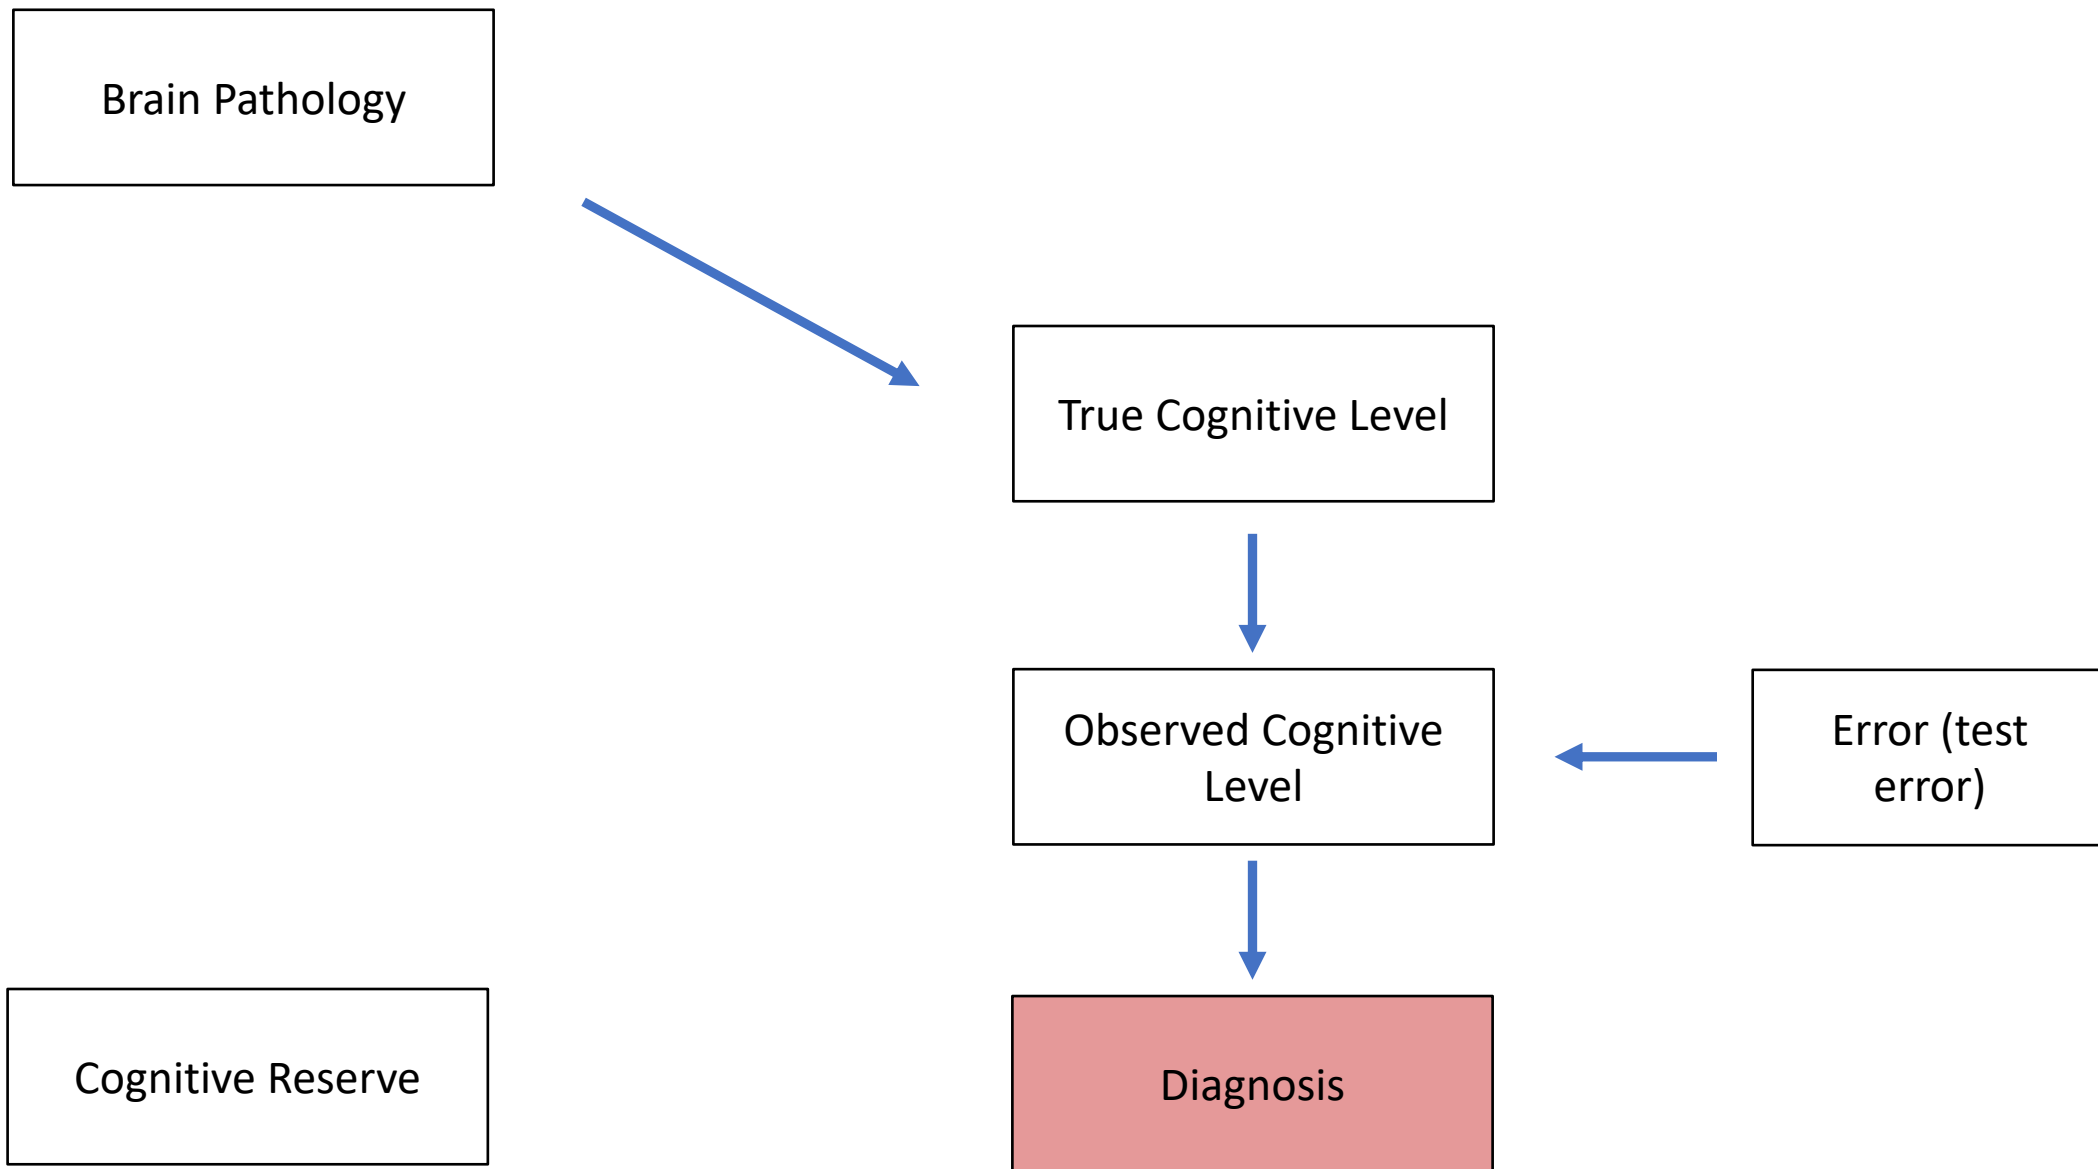 Brain Pathology
True Cognitive Level
Observed Cognitive
Level
Error (test
error)
Cognitive Reserve
Diagnosis